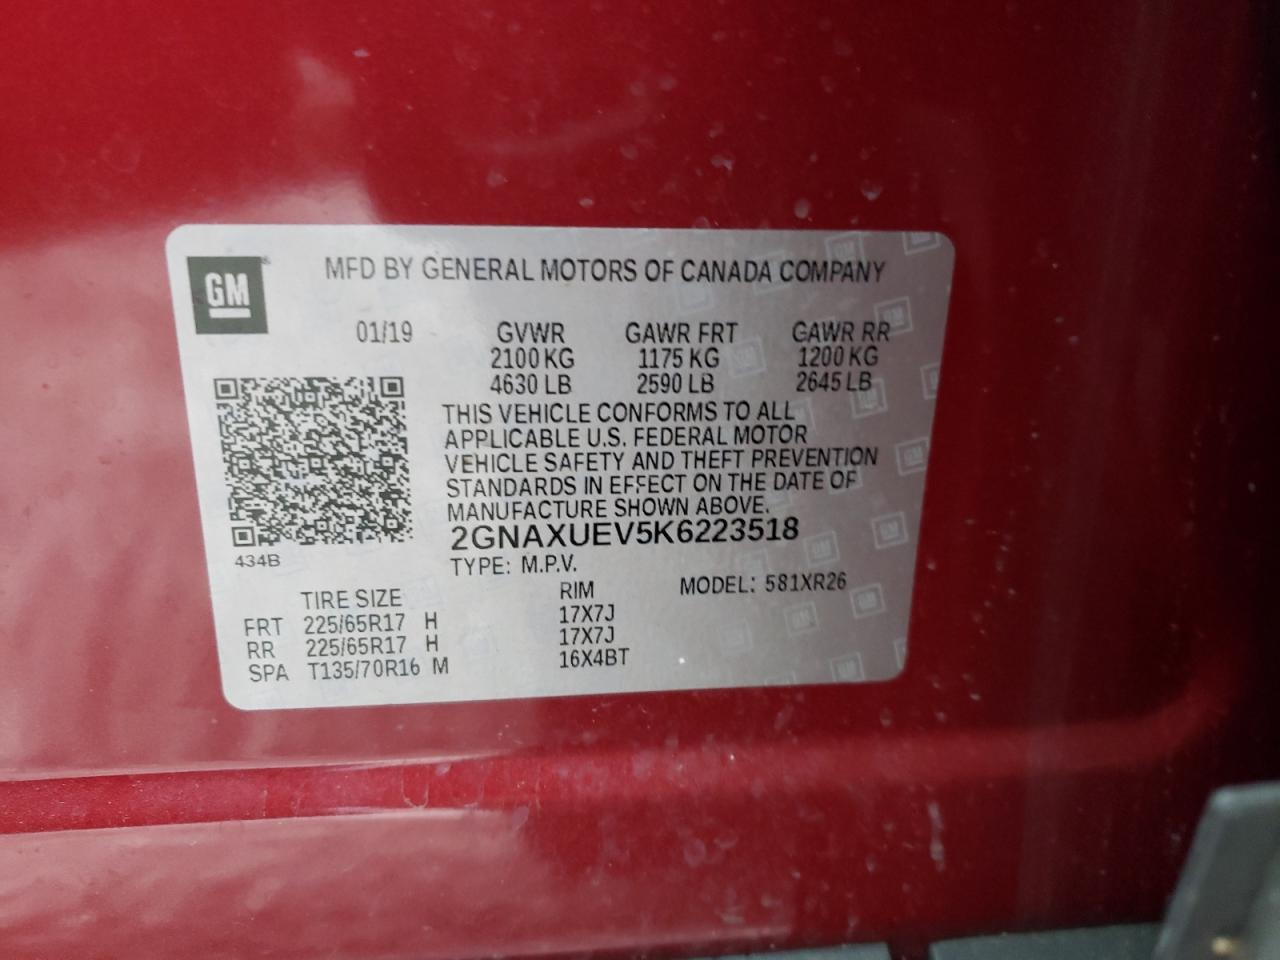 GM
MFD BY GENERAL MOTORS OF CANADA COMPANY
01/19 GVWR GAWR FRT GAWR RR
2100 KG 1175 KG 1200 KG
4630 LB 2590 LB 2645 LB
THIS VEHICLE CONFORMS TO ALL
APPLICABLE U.S. FEDERAL MOTOR
VEHICLE SAFETY AND THEFT PREVENTION
STANDARDS IN EFFECT ON THE DATE OF
MANUFACTURE SHOWN ABOVE.
2GNAXUEV5K6223518
434B
TYPE: M.P.V.
TIRE SIZE RIM MODEL: 581XR26
FRT 225/65R17 H 17X7J
RR 225/65R17 H 17X7J
SPA T135/70R16 M 16X4BT